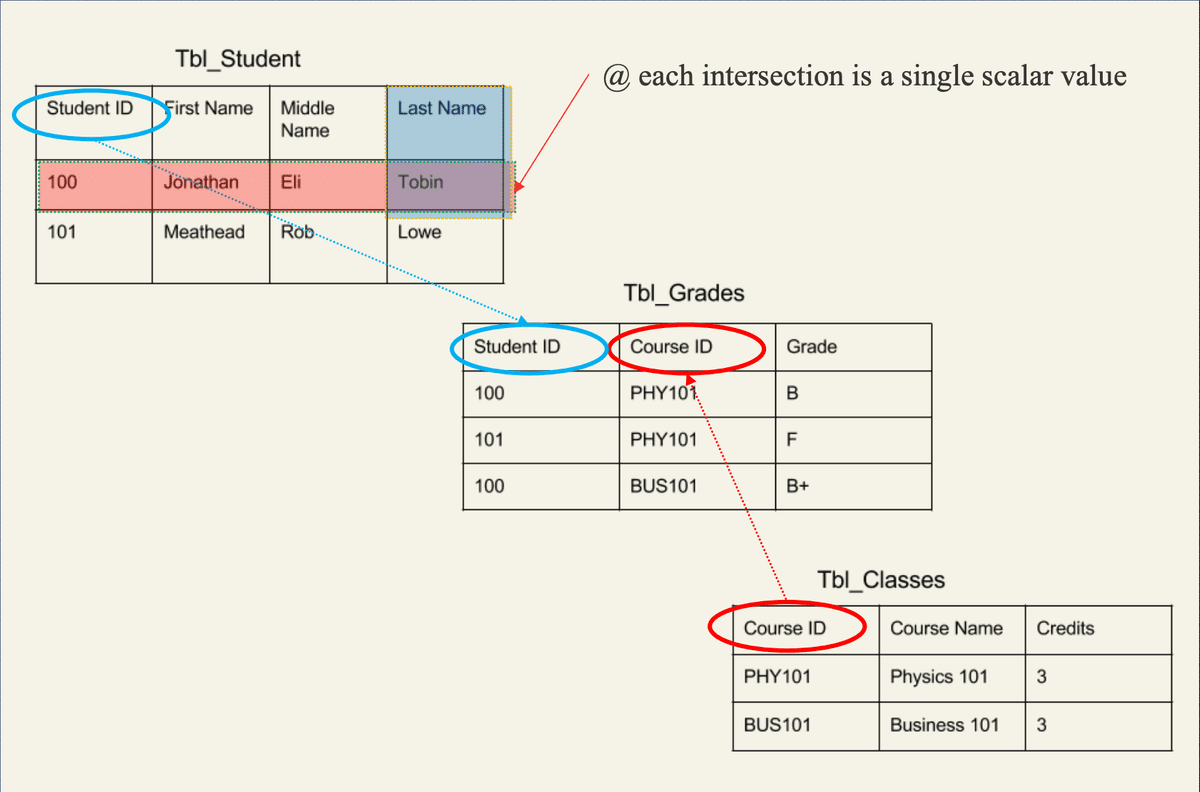 Tbl_Student
@ each intersection is a single scalar value
Student ID First Name Middle Name Last Name
100 Jonathan Eli Tobin
101 Meathead Rob Lowe
Tbl_Grades
Student ID Course ID Grade
100 PHY101 B
101 PHY101 F
100 BUS101 B+
Tbl_Classes
Course ID Course Name Credits
PHY101 Physics 101 3
BUS101 Business 101 3